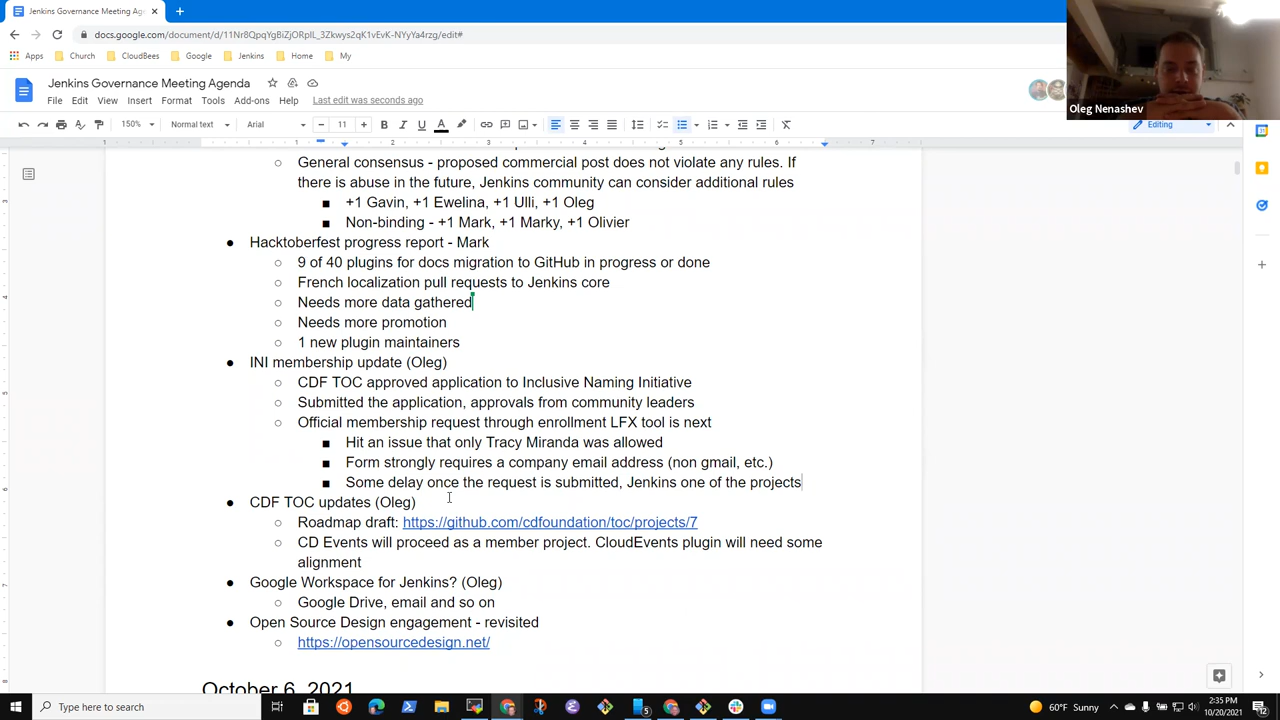 Jenkins Governance Meeting Age
docs.google.com/document/d/11Nr8QpqYgBiZjORpIL_3Zkwys2qK1vEvK-NYyYa4rzg/edit#
Apps
Church
CloudBees
Google
Jenkins
Home
My
Oleg Nenashev
Jenkins Governance Meeting Agenda
File Edit View Insert Format Tools Add-ons Help Last edit was seconds ago
150% Normal text Arial 11 Editing
General consensus - proposed commercial post does not violate any rules. If
there is abuse in the future, Jenkins community can consider additional rules
+1 Gavin, +1 Ewelina, +1 Ulli, +1 Oleg
Non-binding - +1 Mark, +1 Marky, +1 Olivier
Hacktoberfest progress report - Mark
9 of 40 plugins for docs migration to GitHub in progress or done
French localization pull requests to Jenkins core
Needs more data gathered
Needs more promotion
1 new plugin maintainers
INI membership update (Oleg)
CDF TOC approved application to Inclusive Naming Initiative
Submitted the application, approvals from community leaders
Official membership request through enrollment LFX tool is next
Hit an issue that only Tracy Miranda was allowed
Form strongly requires a company email address (non gmail, etc.)
Some delay once the request is submitted, Jenkins one of the projects
CDF TOC updates (Oleg)
Roadmap draft: https://github.com/cdfoundation/toc/projects/7
CD Events will proceed as a member project. CloudEvents plugin will need some
alignment
Google Workspace for Jenkins? (Oleg)
Google Drive, email and so on
Open Source Design engagement - revisited
https://opensourcedesign.net/
October 6, 2021
Type here to search
60°F Sunny
2:35 PM
10/20/2021